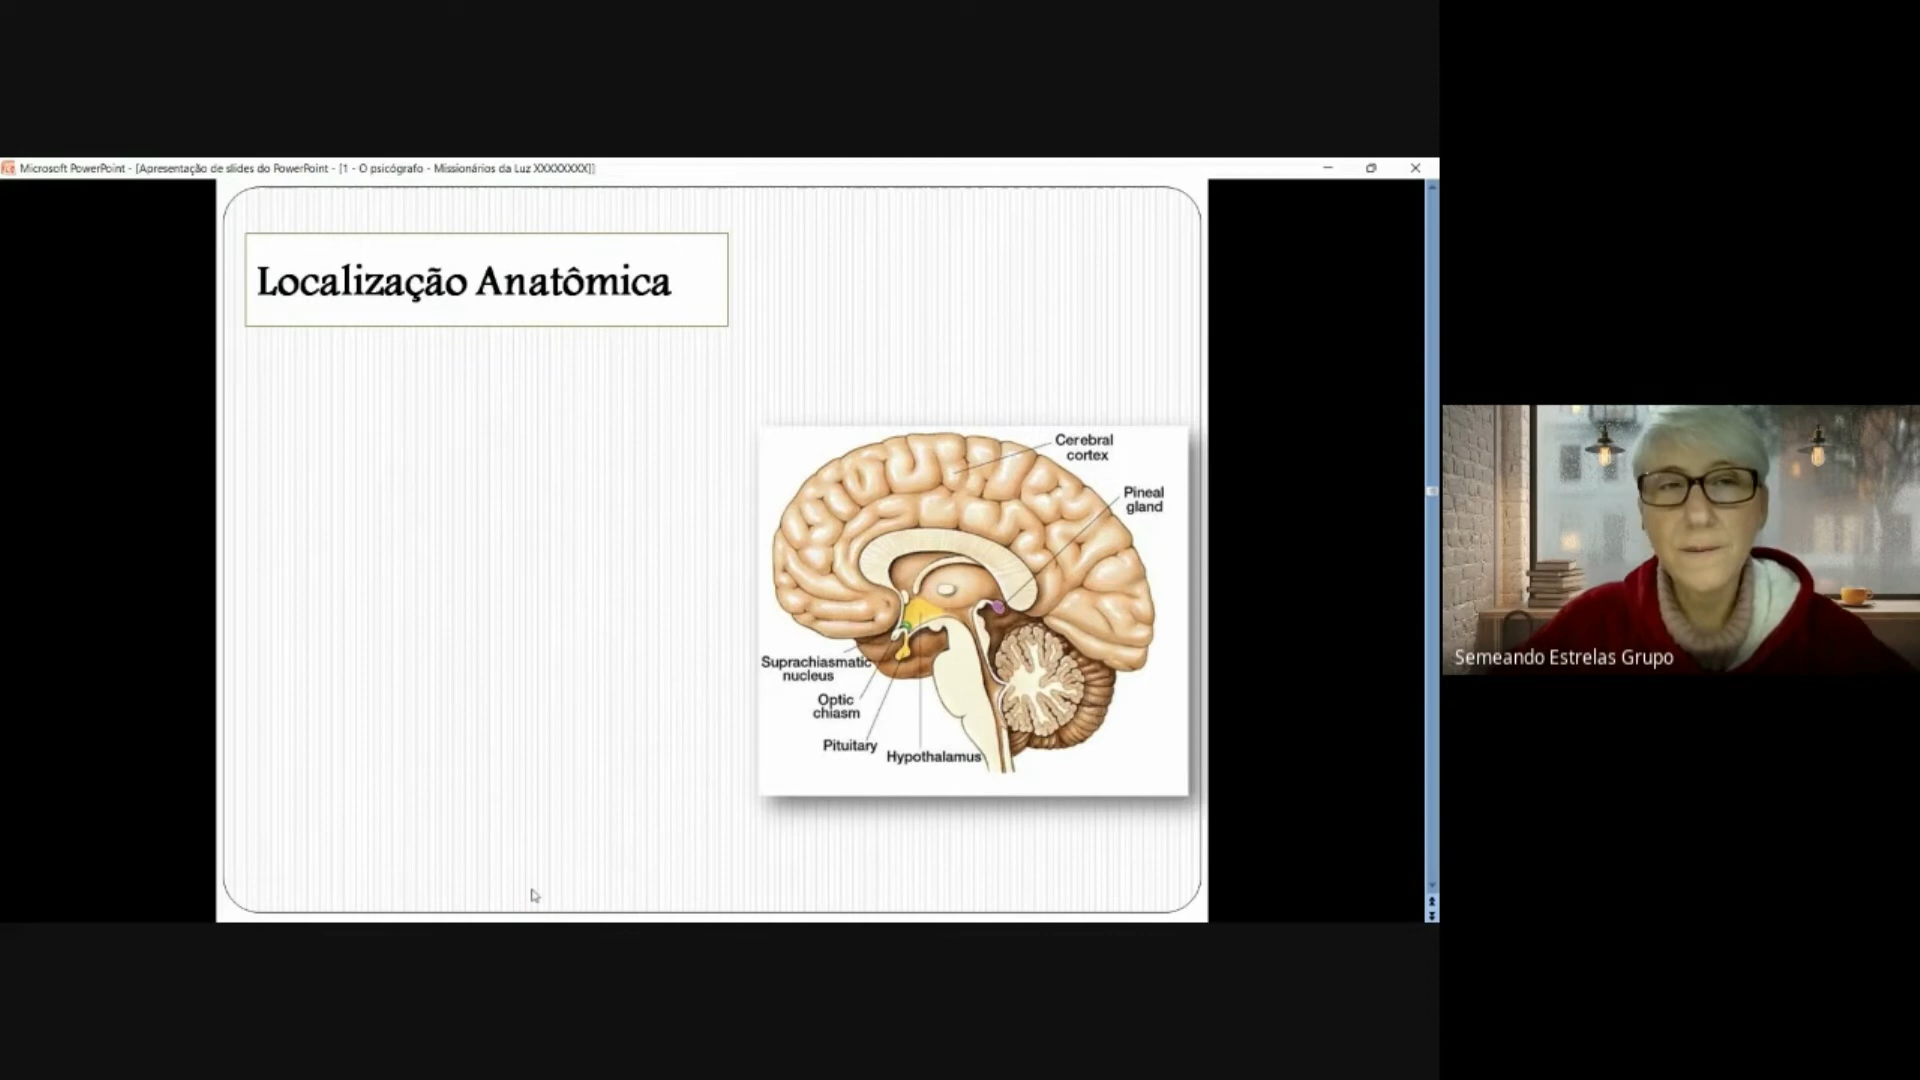 Microsoft PowerPoint - [Apresentação de slides do PowerPoint - [1 - O psicógrafo - Missionários da Luz XXXXXXXX]]
Localização Anatômica
Cerebral
cortex
Pineal
gland
Suprachiasmatic
nucleus
Optic
chiasm
Pituitary
Hypothalamus
Semeando Estrelas Grupo